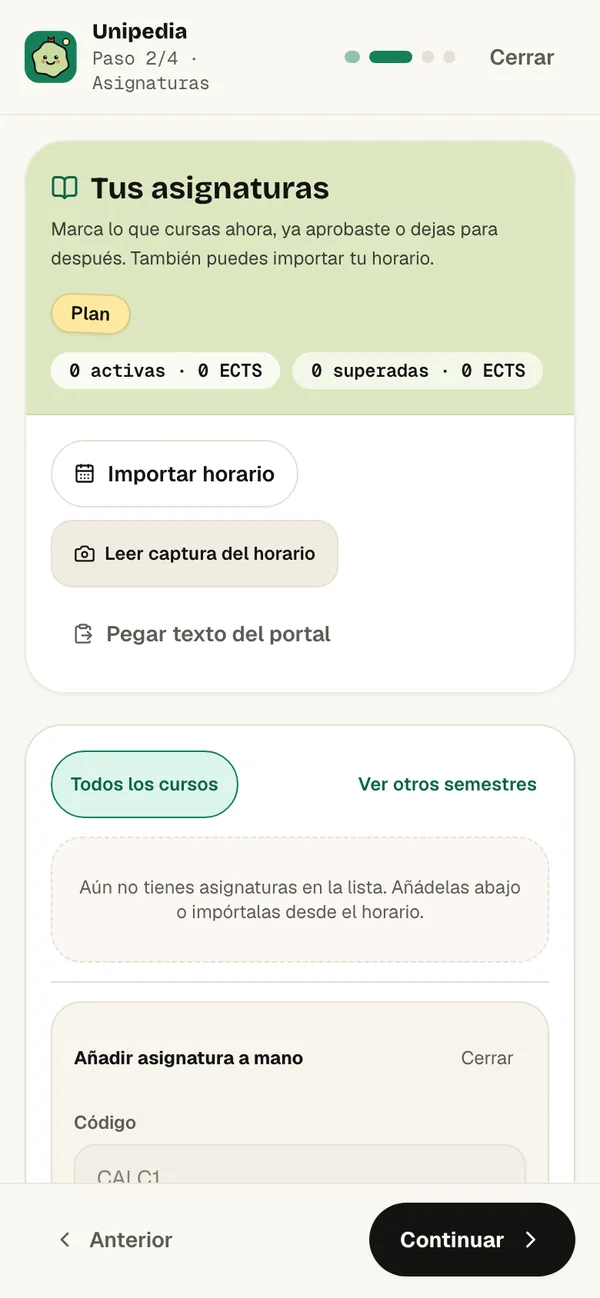 Unipedia
Paso 2/4 ·
Asignaturas
Cerrar
Tus asignaturas
Marca lo que cursas ahora, ya aprobaste o dejas para
después. También puedes importar tu horario.
Plan
0 activas · 0 ECTS
0 superadas · 0 ECTS
Importar horario
Leer captura del horario
Pegar texto del portal
Todos los cursos
Ver otros semestres
Aún no tienes asignaturas en la lista. Añádelas abajo
o impórtalas desde el horario.
Añadir asignatura a mano
Cerrar
Código
CALC1
Anterior
Continuar